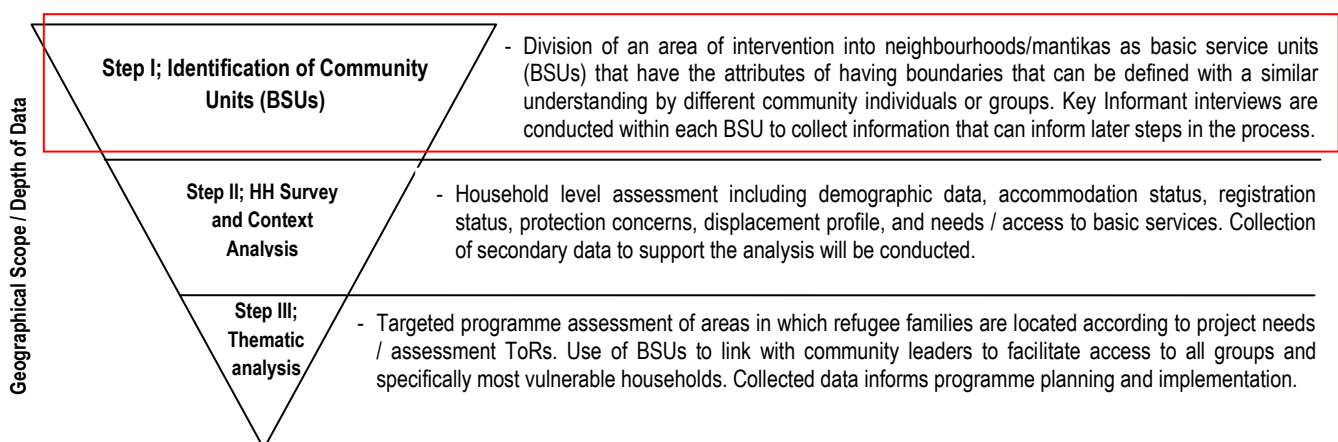 Geographical Scope / Depth of Data
Step I; Identification of Community
Units (BSUs)
- Division of an area of intervention into neighbourhoods/mantikas as basic service units
(BSUs) that have the attributes of having boundaries that can be defined with a similar
understanding by different community individuals or groups. Key Informant interviews are
conducted within each BSU to collect information that can inform later steps in the process.
Step II; HH Survey
and Context
Analysis
- Household level assessment including demographic data, accommodation status, registration
status, protection concerns, displacement profile, and needs / access to basic services. Collection
of secondary data to support the analysis will be conducted.
Step III;
Thematic
analysis
- Targeted programme assessment of areas in which refugee families are located according to project needs
/ assessment ToRs. Use of BSUs to link with community leaders to facilitate access to all groups and
specifically most vulnerable households. Collected data informs programme planning and implementation.